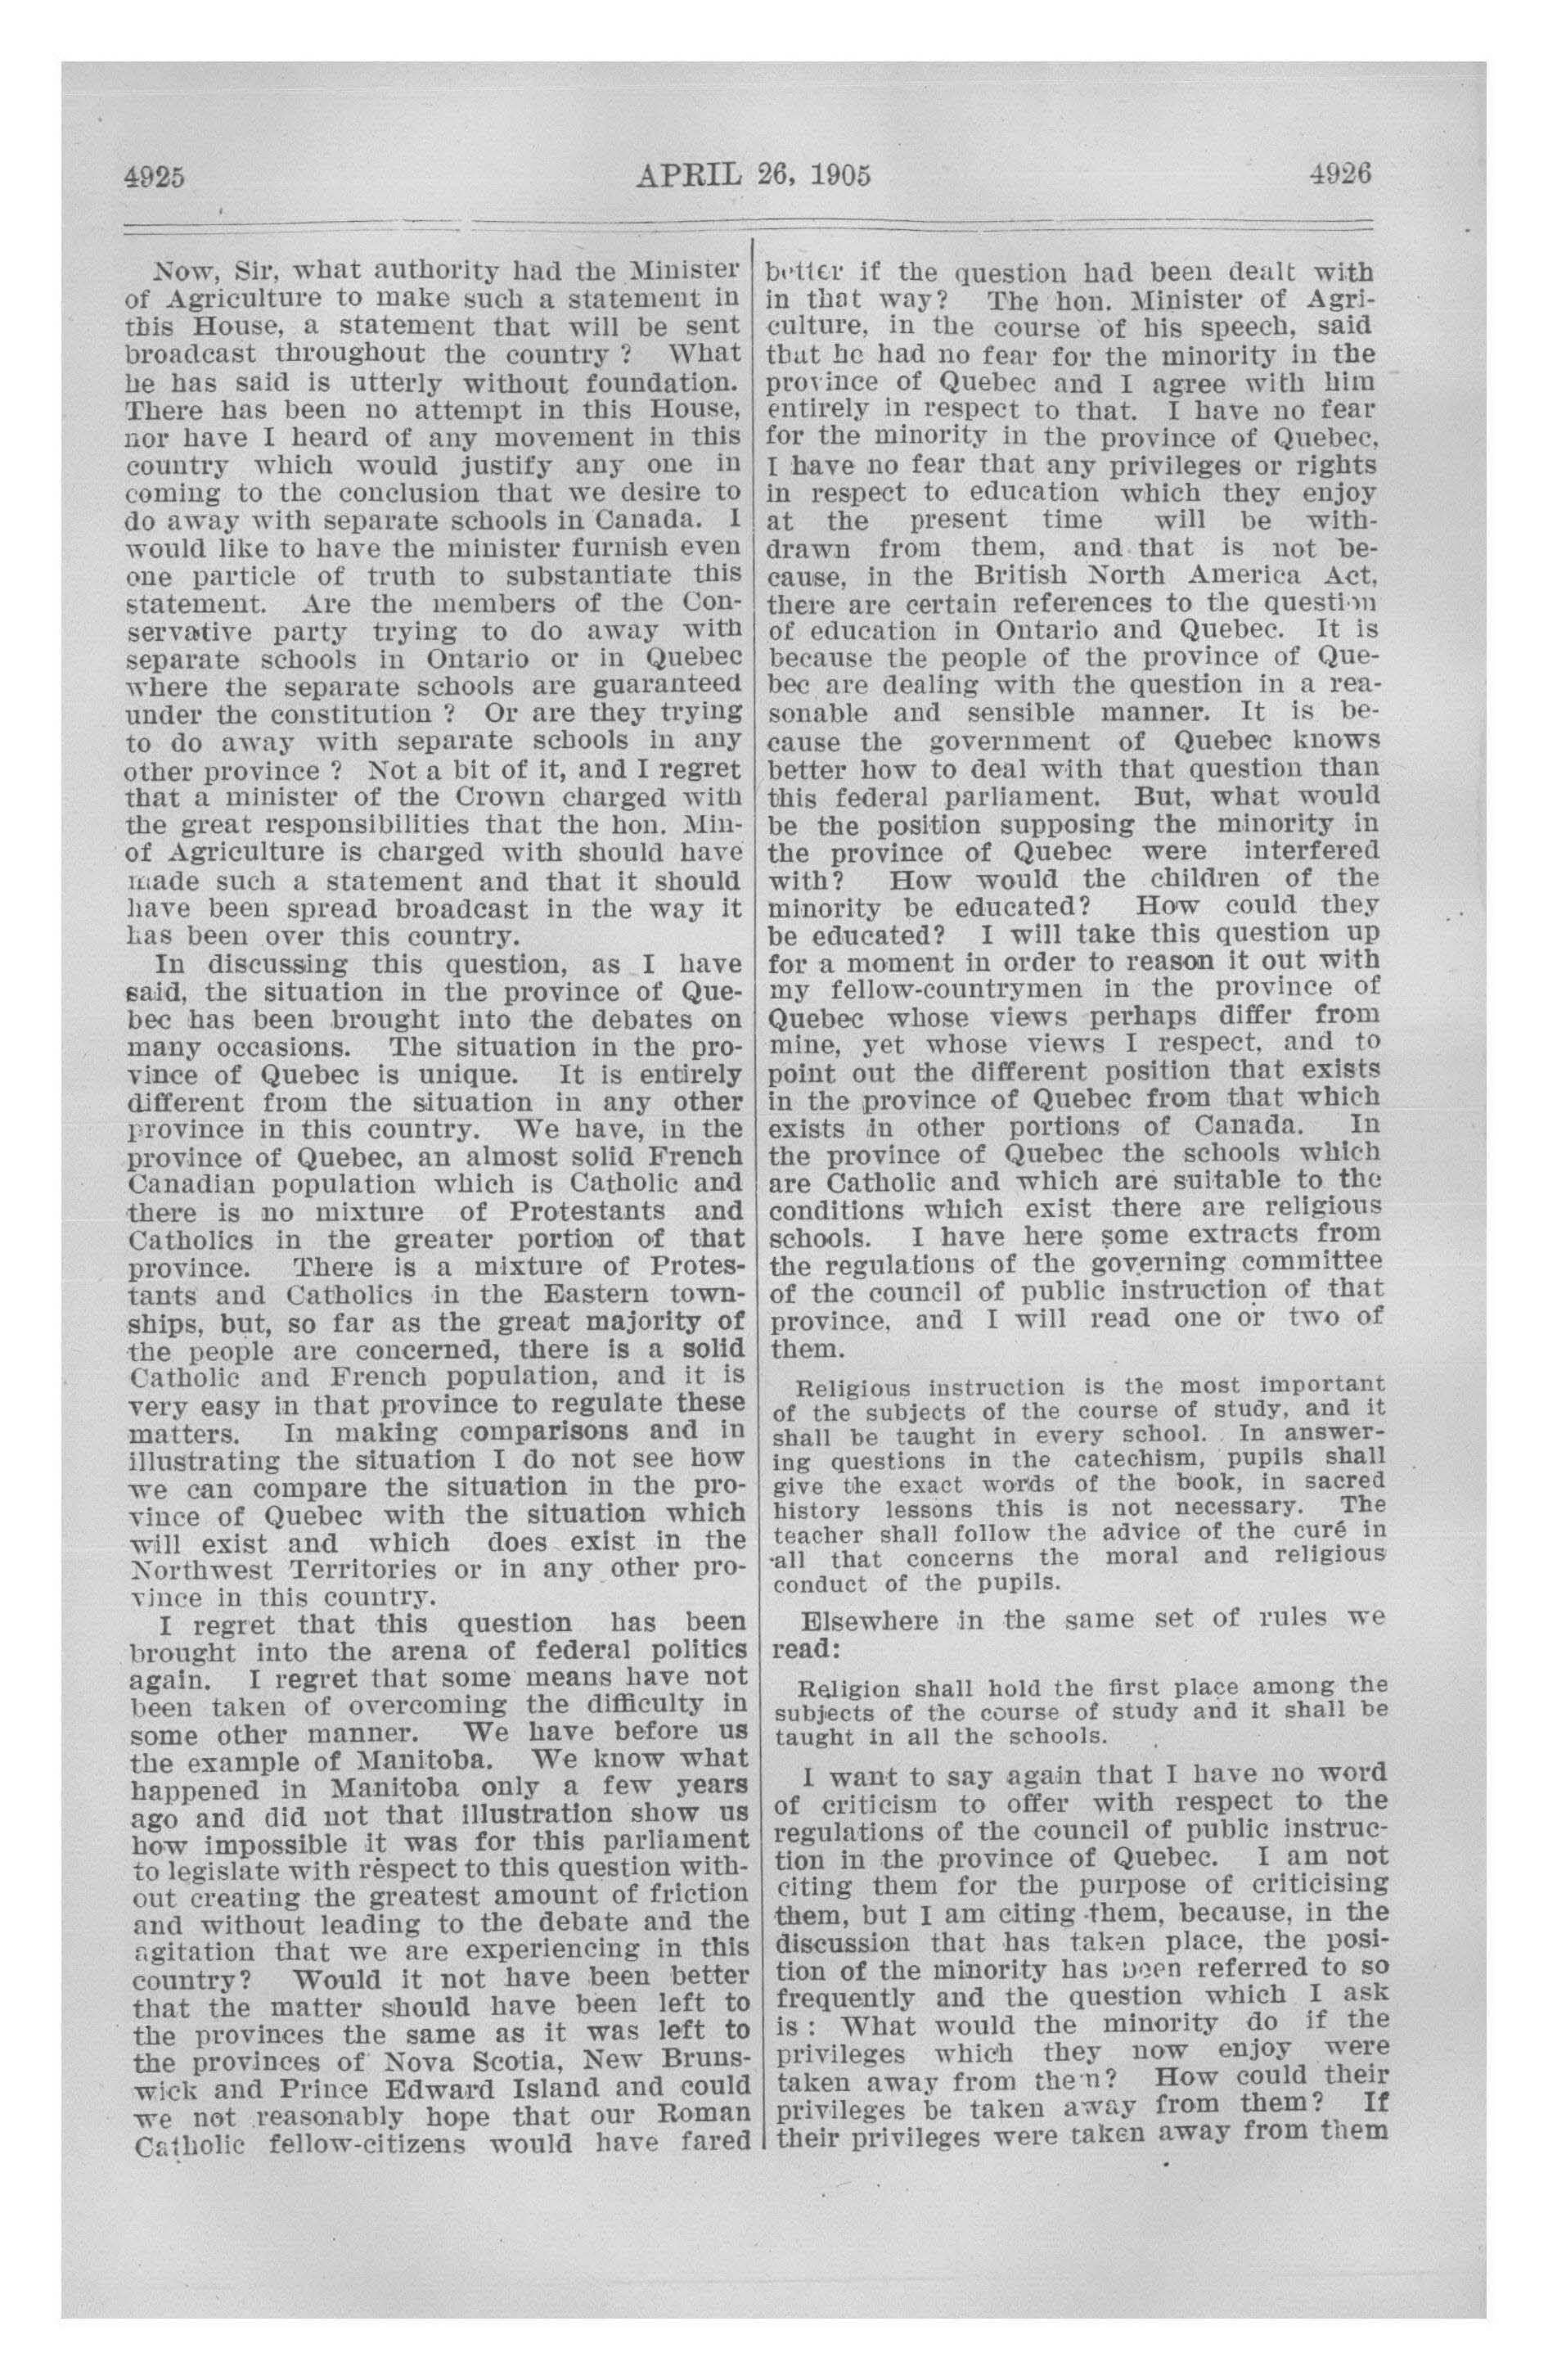 4925 APRIL 26, 1905 4926
Now, Sir, what authority had the Minister
of Agriculture to make such a statement in
this House, a statement that will be sent
broadcast throughout the country ? What
he has said is utterly without foundation.
There has been no attempt in this House,
nor have I heard of any movement in this
country which would justify any one in
coming to the conclusion that we desire to
do away with separate schools in Canada. I
would like to have the minister furnish even
one particle of truth to substantiate this
statement. Are the members of the Con-
servative party trying to do away with
separate schools in Ontario or in Quebec
where the separate schools are guaranteed
under the constitution ? Or are they trying
to do away with separate schools in any
other province ? Not a bit of it, and I regret
that a minister of the Crown charged with
the great responsibilities that the hon. Min-
of Agriculture is charged with should have
made such a statement and that it should
have been spread broadcast in the way it
has been over this country.
In discussing this question, as I have
said, the situation in the province of Que-
bec has been brought into the debates on
many occasions. The situation in the pro-
vince of Quebec is unique. It is entirely
different from the situation in any other
province in this country. We have, in the
province of Quebec, an almost solid French
Canadian population which is Catholic and
there is no mixture of Protestants and
Catholics in the greater portion of that
province. There is a mixture of Protes-
tants and Catholics in the Eastern town-
ships, but, so far as the great majority of
the people are concerned, there is a solid
Catholic and French population, and it is
very easy in that province to regulate these
matters. In making comparisons and in
illustrating the situation I do not see how
we can compare the situation in the pro-
vince of Quebec with the situation which
will exist and which does exist in the
Northwest Territories or in any other pro-
vince in this country.
I regret that this question has been
brought into the arena of federal politics
again. I regret that some means have not
been taken of overcoming the difficulty in
some other manner. We have before us
the example of Manitoba. We know what
happened in Manitoba only a few years
ago and did not that illustration show us
how impossible it was for this parliament
to legislate with respect to this question with-
out creating the greatest amount of friction
and without leading to the debate and the
agitation that we are experiencing in this
country? Would it not have been better
that the matter should have been left to
the provinces the same as it was left to
the provinces of Nova Scotia, New Bruns-
wick and Prince Edward Island and could
we not reasonably hope that our Roman
Catholic fellow-citizens would have fared
better if the question had been dealt with
in that way? The hon. Minister of Agri-
culture, in the course of his speech, said
that he had no fear for the minority in the
province of Quebec and I agree with him
entirely in respect to that. I have no fear
for the minority in the province of Quebec,
I have no fear that any privileges or rights
in respect to education which they enjoy
at the present time will be with-
drawn from them, and that is not be-
cause, in the British North America Act,
there are certain references to the question
of education in Ontario and Quebec. It is
because the people of the province of Que-
bec are dealing with the question in a rea-
sonable and sensible manner. It is be-
cause the government of Quebec knows
better how to deal with that question than
this federal parliament. But, what would
be the position supposing the minority in
the province of Quebec were interfered
with? How would the children of the
minority be educated? How could they
be educated? I will take this question up
for a moment in order to reason it out with
my fellow-countrymen in the province of
Quebec whose views perhaps differ from
mine, yet whose views I respect, and to
point out the different position that exists
in the province of Quebec from that which
exists in other portions of Canada. In
the province of Quebec the schools which
are Catholic and which are suitable to the
conditions which exist there are religious
schools. I have here some extracts from
the regulations of the governing committee
of the council of public instruction of that
province, and I will read one or two of
them.
Religious instruction is the most important
of the subjects of the course of study, and it
shall be taught in every school. In answer-
ing questions in the catechism, pupils shall
give the exact words of the book, in sacred
history lessons this is not necessary. The
teacher shall follow the advice of the curé in
all that concerns the moral and religious
conduct of the pupils.
Elsewhere in the same set of rules we
read:
Religion shall hold the first place among the
subjects of the course of study and it shall be
taught in all the schools.
I want to say again that I have no word
of criticism to offer with respect to the
regulations of the council of public instruc-
tion in the province of Quebec. I am not
citing them for the purpose of criticising
them, but I am citing them, because, in the
discussion that has taken place, the posi-
tion of the minority has been referred to so
frequently and the question which I ask
is : What would the minority do if the
privileges which they now enjoy were
taken away from them? How could their
privileges be taken away from them? If
their privileges were taken away from them